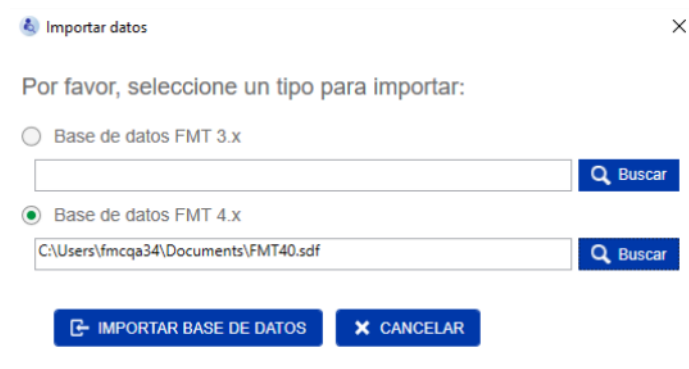 Importar datos
Por favor, seleccione un tipo para importar:
Base de datos FMT 3.x
Buscar
Base de datos FMT 4.x
C:\Users\fmcqa34\Documents\FMT40.sdf
Buscar
IMPORTAR BASE DE DATOS
CANCELAR